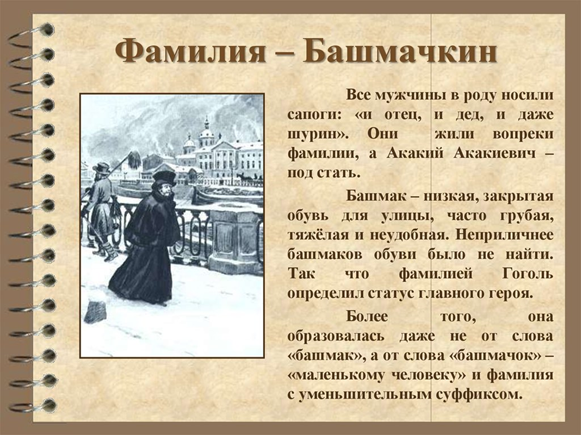 Фамилия – Башмачкин
Все мужчины в роду носили
сапоги: «и отец, и дед, и даже
шурин». Они жили вопреки
фамилии, а Акакий Акакиевич –
под стать.
Башмак – низкая, закрытая
обувь для улицы, часто грубая,
тяжёлая и неудобная. Неприличнее
башмаков обуви было не найти.
Так что фамилией Гоголь
определил статус главного героя.
Более того, она
образовалась даже не от слова
«башмак», а от слова «башмачок» –
«маленькому человеку» и фамилия
с уменьшительным суффиксом.